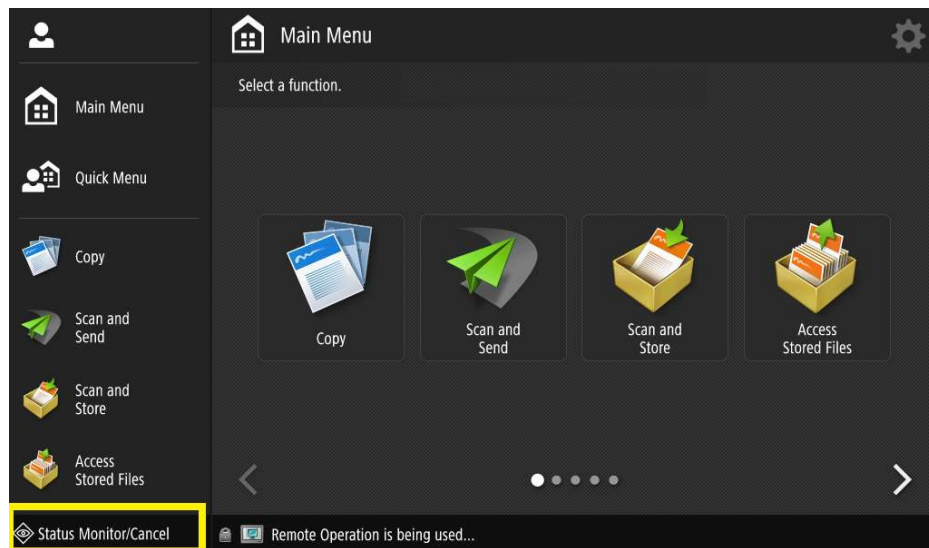 Main Menu
Select a function.
Main Menu
Quick Menu
Copy
Scan and
Send
Scan and
Store
Access
Stored Files
Status Monitor/Cancel
Copy
Scan and
Send
Scan and
Store
Access
Stored Files
Remote Operation is being used...